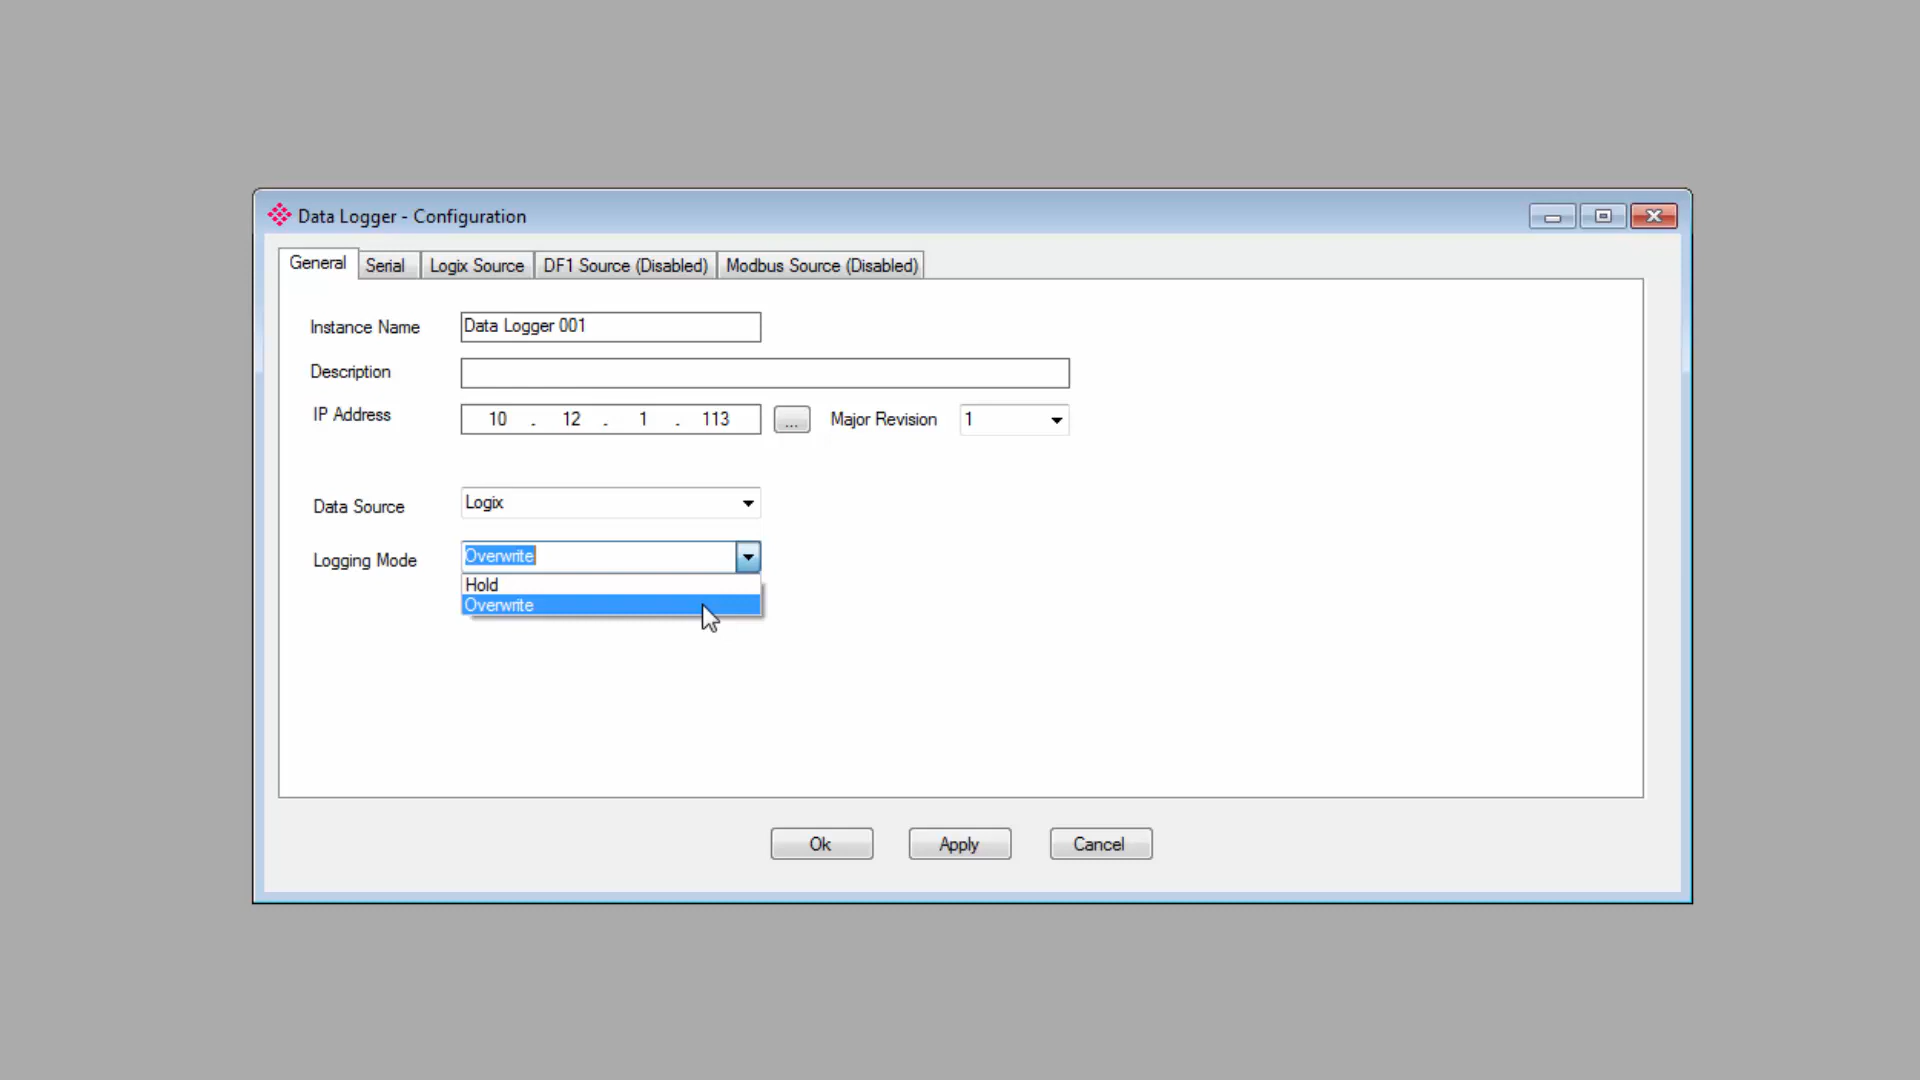 Data Logger - Configuration
General Serial Logix Source DF1 Source (Disabled) Modbus Source (Disabled)
Instance Name Data Logger 001
Description
IP Address 10 . 12 . 1 . 113 ... Major Revision 1
Data Source Logix
Logging Mode Overwrite
Hold
Overwrite
Ok Apply Cancel